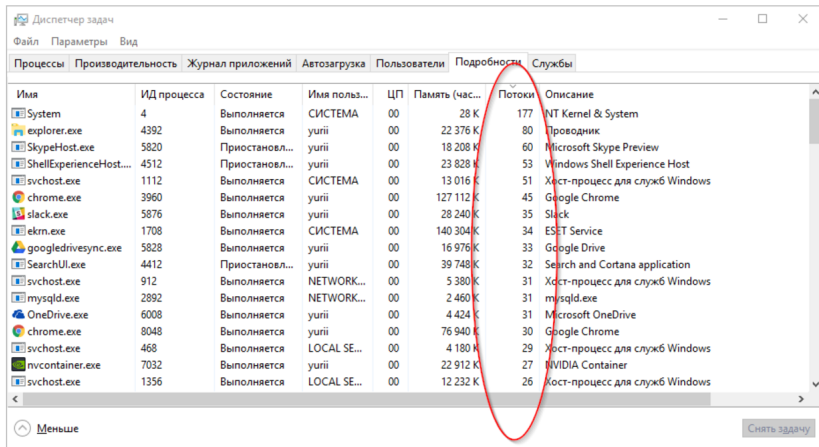 Диспетчер задач
Файл Параметры Вид
Процессы Производительность Журнал приложений Автозагрузка Пользователи Подробности Службы
Имя ИД процесса Состояние Имя польз... ЦП Память (час... Потоки Описание
System 4 Выполняется СИСТЕМА 00 28 K 177 NT Kernel & System
explorer.exe 4392 Выполняется yurii 00 22 376 K 80 Проводник
SkypeHost.exe 5820 Приостановл... yurii 00 18 208 K 60 Microsoft Skype Preview
ShellExperienceHost.... 4512 Приостановл... yurii 00 23 828 K 53 Windows Shell Experience Host
svchost.exe 1112 Выполняется СИСТЕМА 00 13 016 K 51 Хост-процесс для служб Windows
chrome.exe 3960 Выполняется yurii 00 127 112 K 45 Google Chrome
slack.exe 5876 Выполняется yurii 00 28 240 K 35 Slack
ekrn.exe 1708 Выполняется СИСТЕМА 00 140 304 K 34 ESET Service
googledrivesync.exe 5828 Выполняется yurii 00 16 976 K 33 Google Drive
SearchUI.exe 4412 Приостановл... yurii 00 39 748 K 32 Search and Cortana application
svchost.exe 912 Выполняется NETWORK... 00 5 380 K 31 Хост-процесс для служб Windows
mysqld.exe 2892 Выполняется NETWORK... 00 2 460 K 31 mysqld.exe
OneDrive.exe 6008 Выполняется yurii 00 4 424 K 31 Microsoft OneDrive
chrome.exe 8048 Выполняется yurii 00 76 940 K 30 Google Chrome
svchost.exe 468 Выполняется LOCAL SE... 00 4 180 K 29 Хост-процесс для служб Windows
nvcontainer.exe 7032 Выполняется yurii 00 22 912 K 27 NVIDIA Container
svchost.exe 1356 Выполняется LOCAL SE... 00 12 232 K 26 Хост-процесс для служб Windows
Меньше Снять задачу